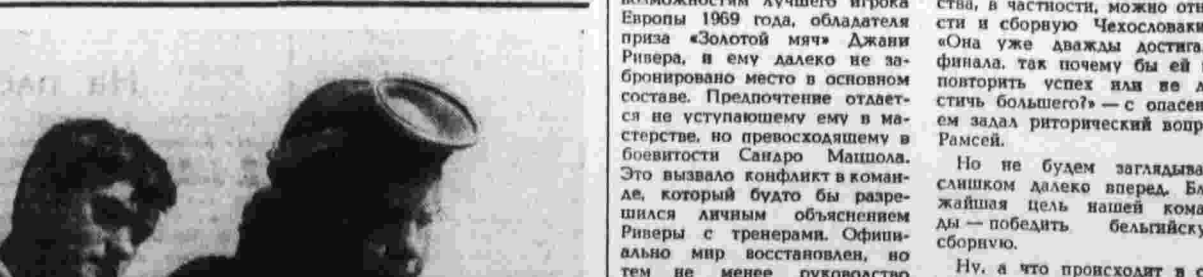 возможностям лучшего игрока
Европы 1969 года, обладателя
приза «Золотой мяч» Джани
Ривера, и ему далеко не за-
бронировано место в основном
составе. Предпочтение отдает-
ся не уступающему ему в ма-
стерстве, но превосходящему в
боевитости Сандро Маццола.
Это вызвало конфликт в коман-
де, который будто бы разре-
шился личным объяснением
Риверы с тренерами. Офици-
ально мир восстановлен, но
тем не менее руководство
ства, в частности, можно отн
сти и сборную Чехословаки
«Она уже дважды достига
финала, так почему бы ей
повторить успех или не д
стичь большего?» — с опасен
ем задал риторический вопр
Рамсей.
Но не будем заглядыва
слишком далеко вперед. Бл
жайшая цель нашей коман
ды — победить бельгийску
сборную.
Ну, а что происходит в